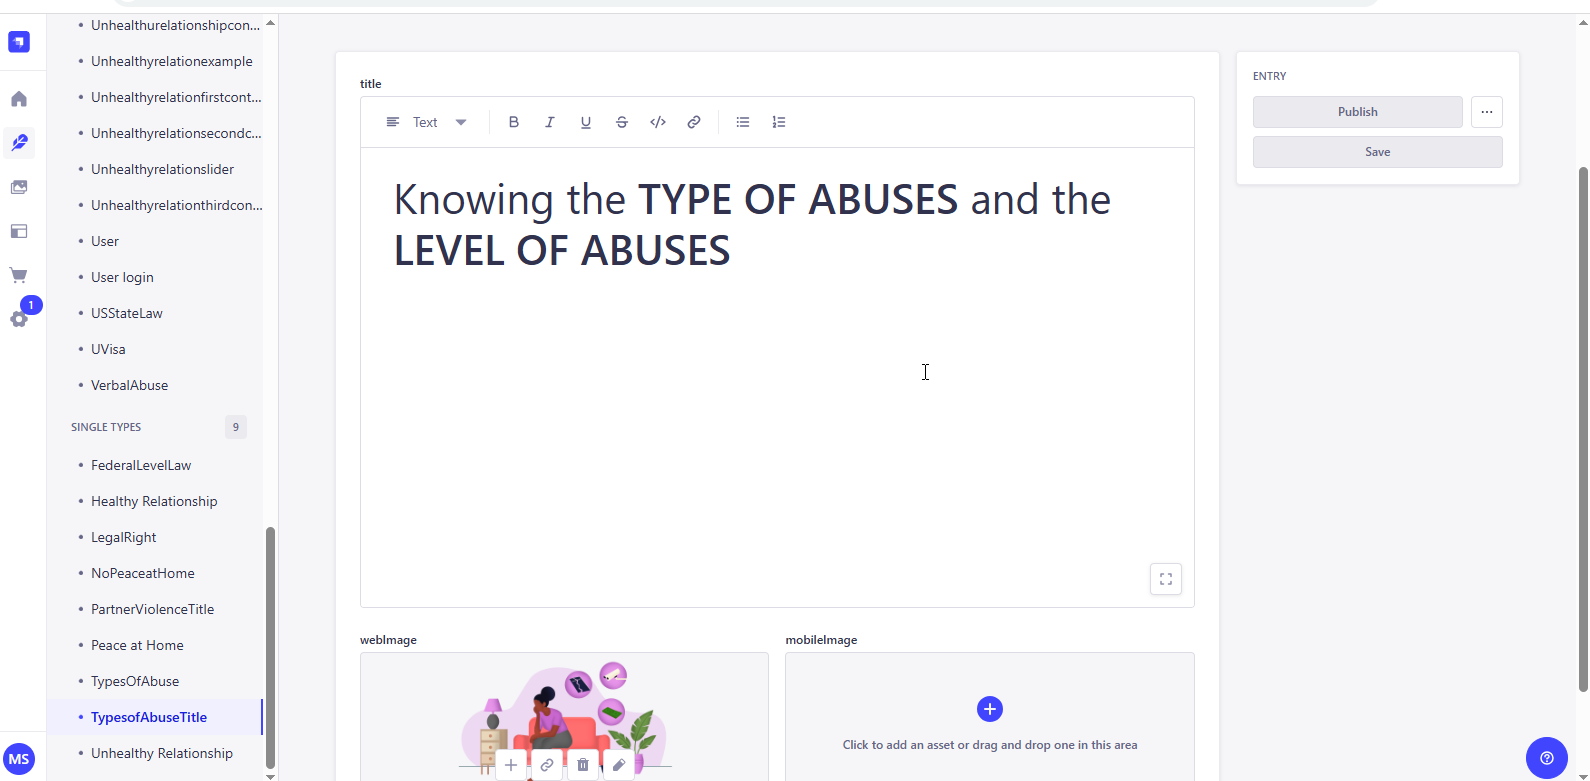 Unhealthurelationshipcon...
Unhealthyrelationexample
Unhealthyrelationfirstcont...
Unhealthyrelationsecondc...
Unhealthyrelationslider
Unhealthyrelationthirdcon...
User
User login
USStateLaw
UVisa
VerbalAbuse
SINGLE TYPES 9
FederalLevelLaw
Healthy Relationship
LegalRight
NoPeaceatHome
PartnerViolenceTitle
Peace at Home
TypesOfAbuse
TypesofAbuseTitle
Unhealthy Relationship
1
MS
title
Text B I U S </>
Knowing the TYPE OF ABUSES and the
LEVEL OF ABUSES
webImage
mobileImage
Click to add an asset or drag and drop one in this area
ENTRY
Publish ...
Save